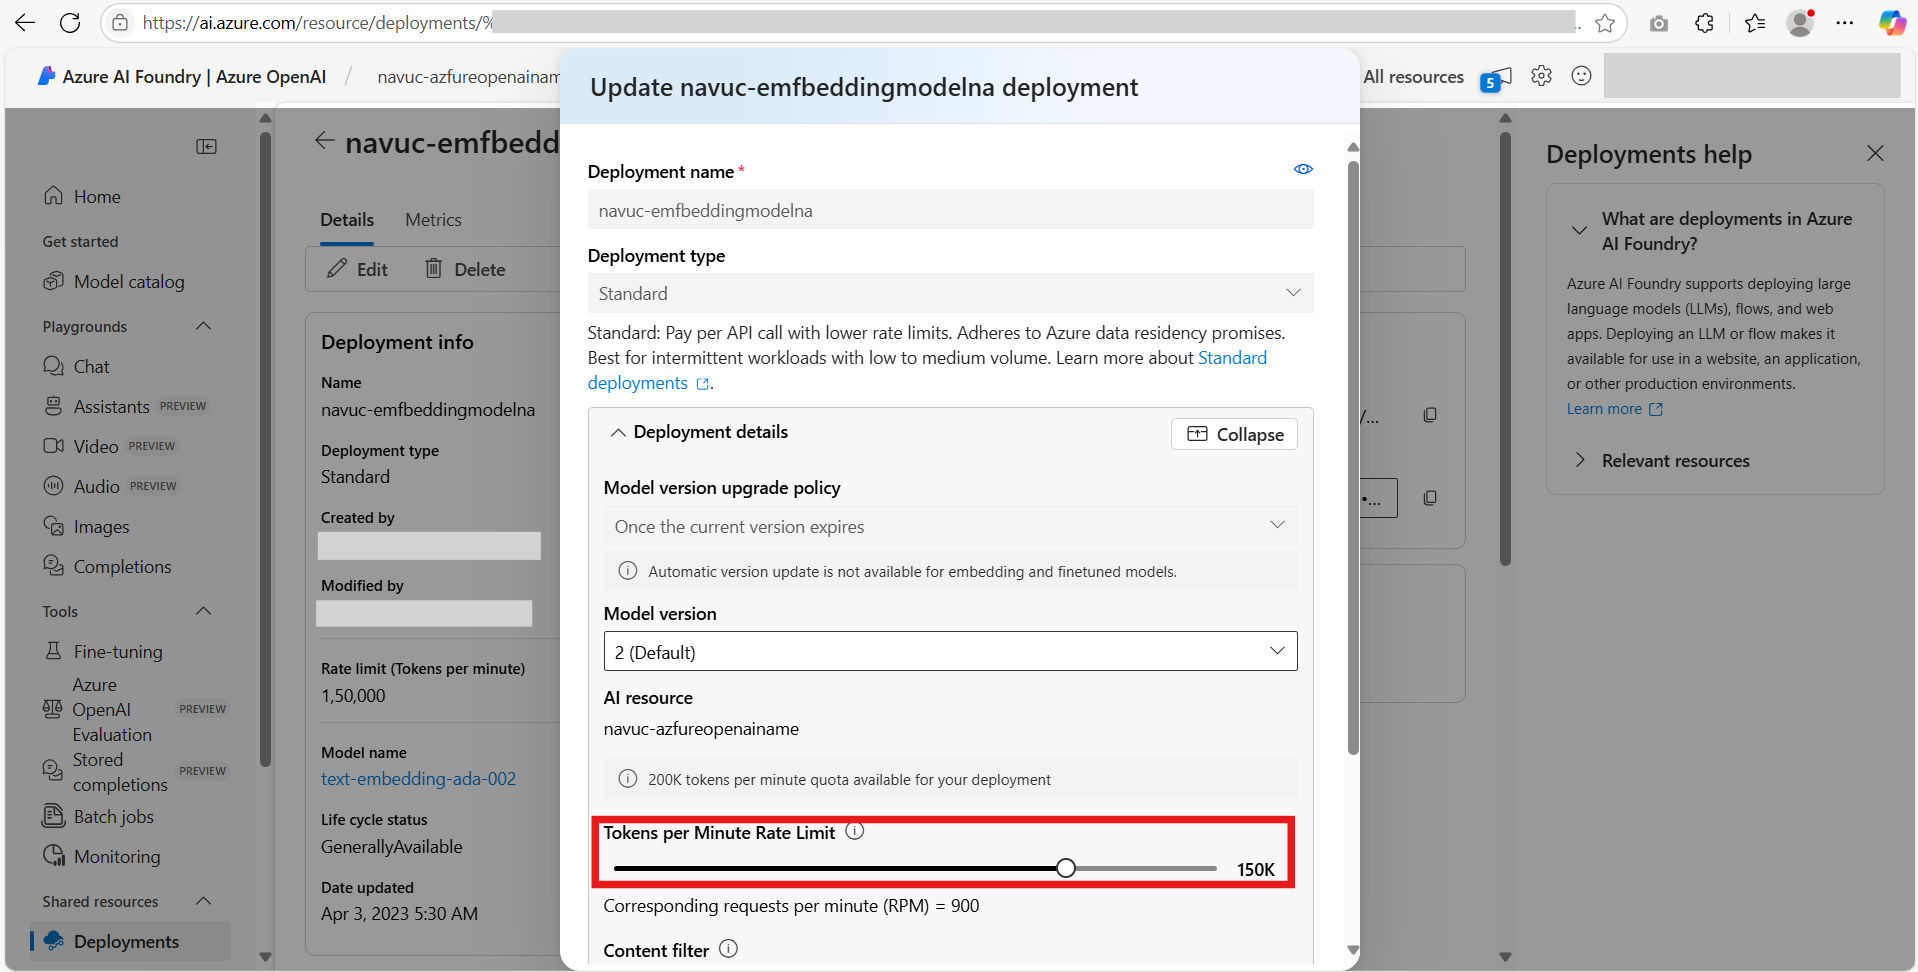 https://ai.azure.com/resource/deployments/%
Azure AI Foundry | Azure OpenAI / navuc-azfureopenainam
All resources
5
Home
Get started
Model catalog
Playgrounds
Chat
Assistants PREVIEW
Video PREVIEW
Audio PREVIEW
Images
Completions
Tools
Fine-tuning
Azure
OpenAI
Evaluation
PREVIEW
Stored
completions
PREVIEW
Batch jobs
Monitoring
Shared resources
Deployments
navuc-emfbedd
Details Metrics
Edit Delete
Deployment info
Name
navuc-emfbeddingmodelna
Deployment type
Standard
Created by
Modified by
Rate limit (Tokens per minute)
1,50,000
Model name
text-embedding-ada-002
Life cycle status
GenerallyAvailable
Date updated
Apr 3, 2023 5:30 AM
Update navuc-emfbeddingmodelna deployment
Deployment name *
navuc-emfbeddingmodelna
Deployment type
Standard
Standard: Pay per API call with lower rate limits. Adheres to Azure data residency promises.
Best for intermittent workloads with low to medium volume. Learn more about Standard
deployments .
Deployment details
Collapse
Model version upgrade policy
Once the current version expires
Automatic version update is not available for embedding and finetuned models.
Model version
2 (Default)
AI resource
navuc-azfureopenainame
200K tokens per minute quota available for your deployment
Tokens per Minute Rate Limit
150K
Corresponding requests per minute (RPM) = 900
Content filter
/...
•...
Deployments help
What are deployments in Azure
AI Foundry?
Azure AI Foundry supports deploying large
language models (LLMs), flows, and web
apps. Deploying an LLM or flow makes it
available for use in a website, an application,
or other production environments.
Learn more
Relevant resources